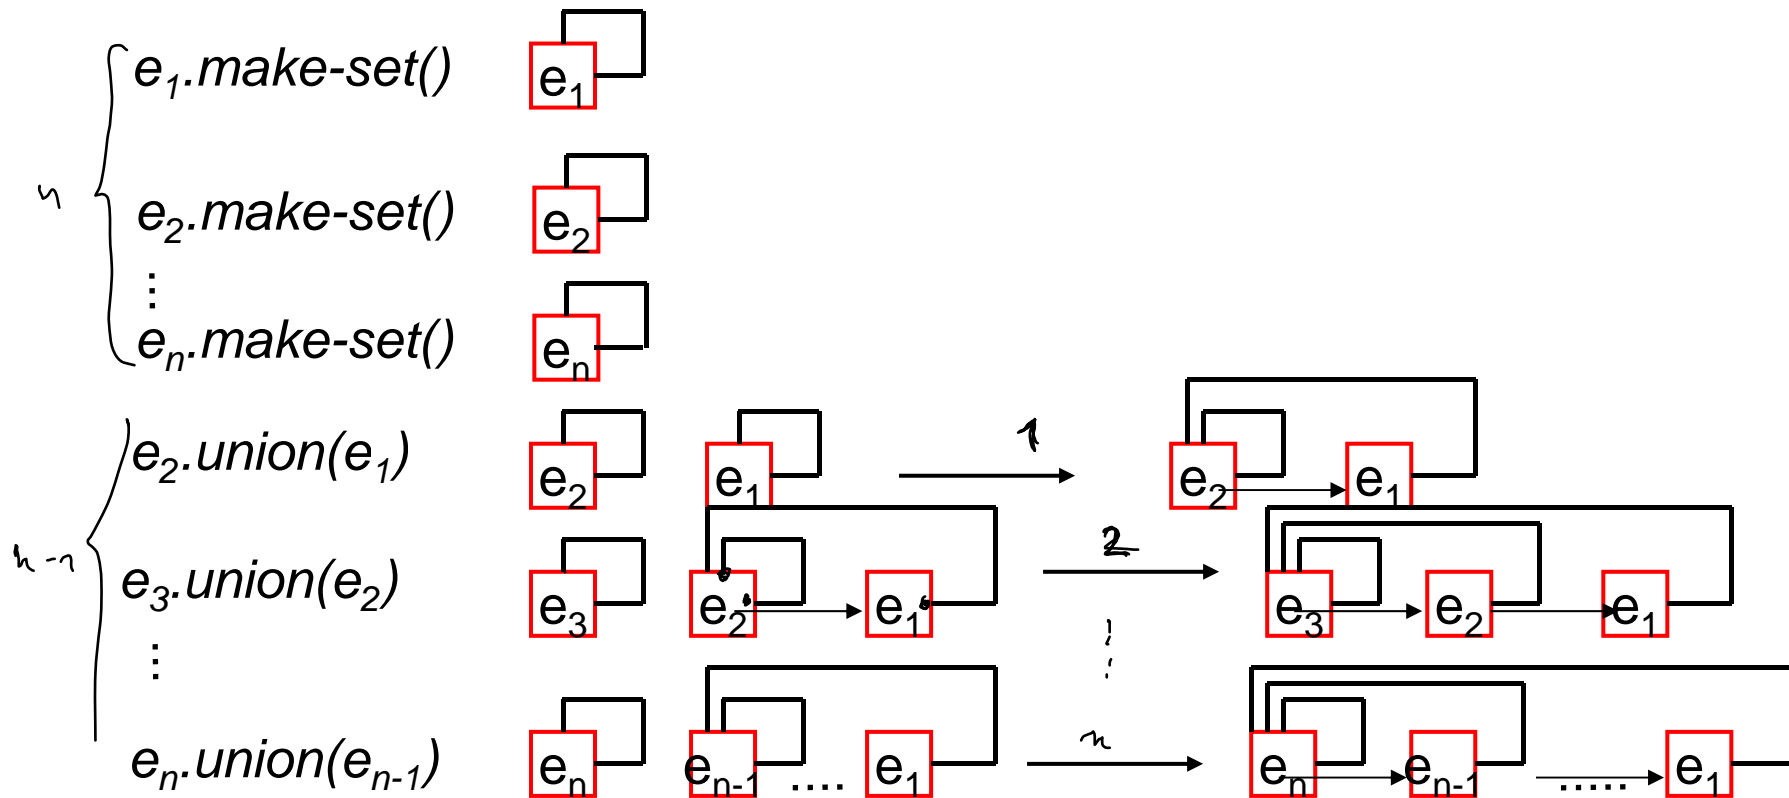 e1.make-set() e1
n e2.make-set() e2
⋮
en.make-set() en
e2.union(e1) e2 e1 1 e2 e1
n-1 e3.union(e2) e3 e2 e1 2 e3 e2 e1
⋮ ⋮
en.union(en-1) en en-1 .... e1 n en en-1 ..... e1